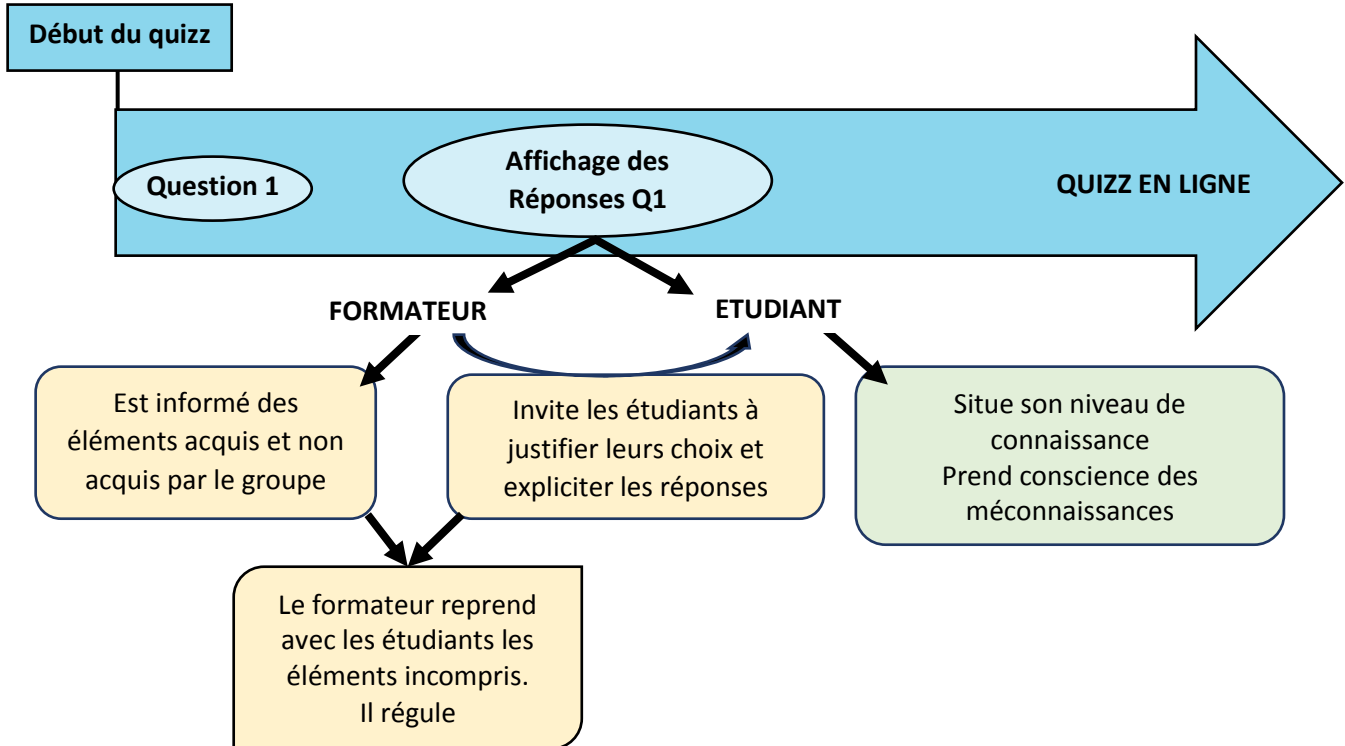 Début du quizz
Question 1
Affichage des
Réponses Q1
QUIZZ EN LIGNE
FORMATEUR
ETUDIANT
Est informé des
éléments acquis et non
acquis par le groupe
Invite les étudiants à
justifier leurs choix et
expliciter les réponses
Situe son niveau de
connaissance
Prend conscience des
méconnaissances
Le formateur reprend
avec les étudiants les
éléments incompris.
Il régule